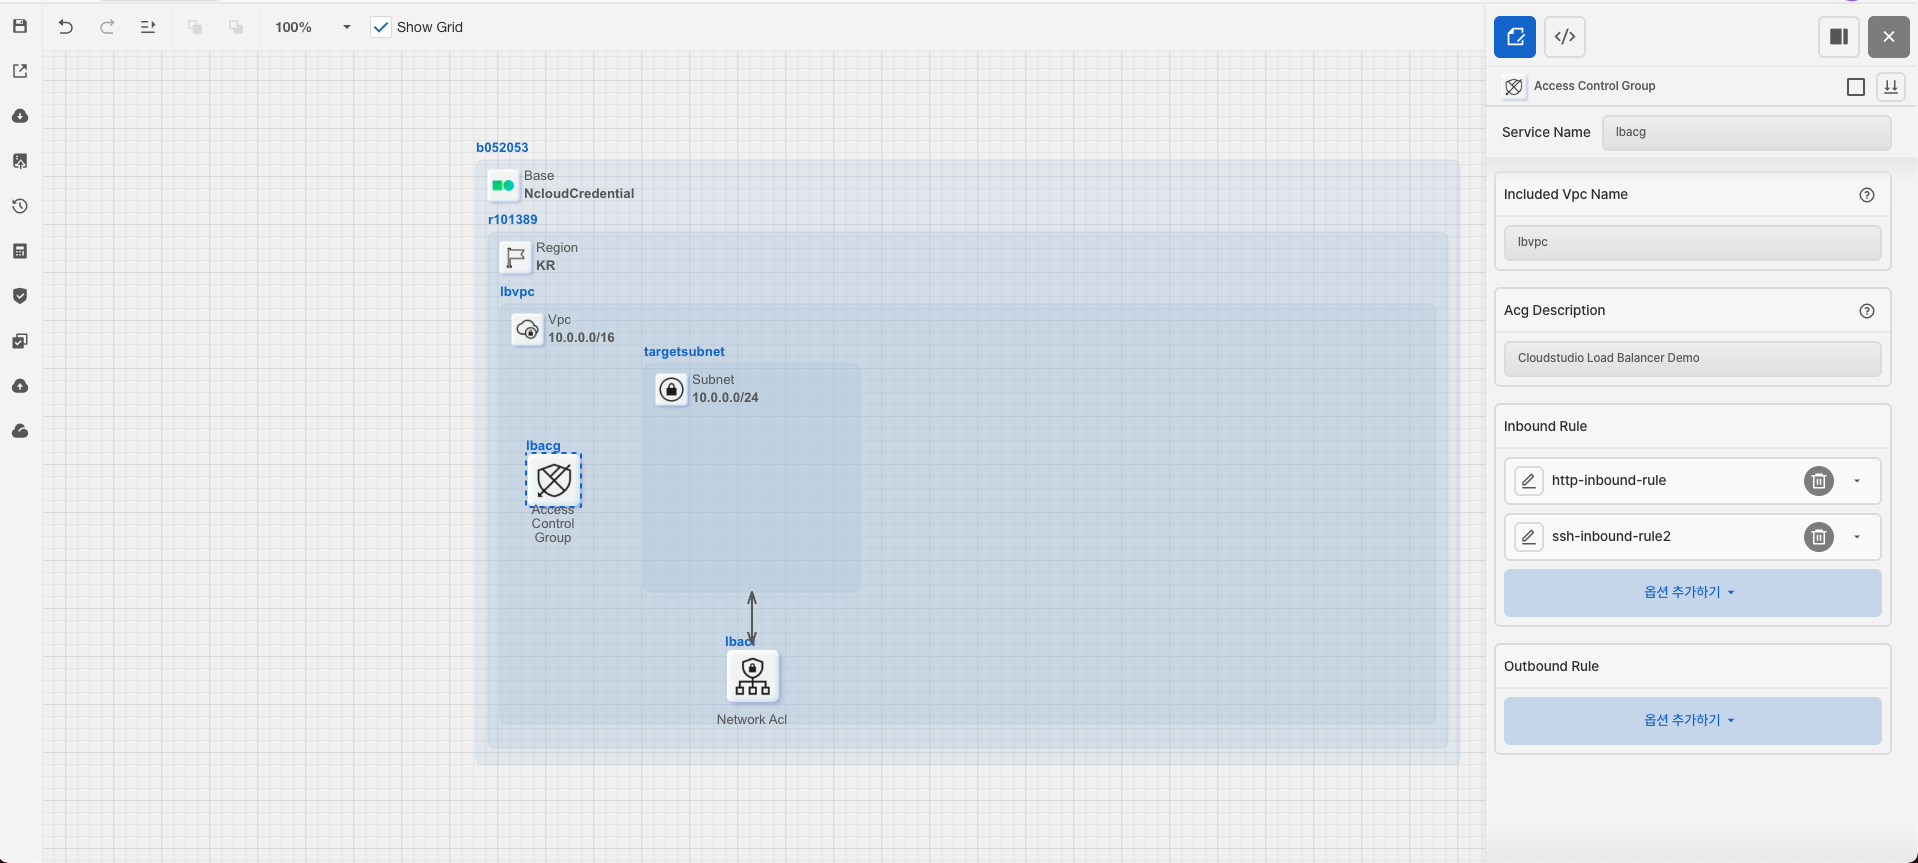 100%
Show Grid
b052053
Base
NcloudCredential
r101389
Region
KR
lbvpc
Vpc
10.0.0.0/16
targetsubnet
Subnet
10.0.0.0/24
lbacg
Access
Control
Group
lbacl
Network Acl
Access Control Group
Service Name
lbacg
Included Vpc Name
lbvpc
Acg Description
Cloudstudio Load Balancer Demo
Inbound Rule
http-inbound-rule
ssh-inbound-rule2
옵션 추가하기
Outbound Rule
옵션 추가하기